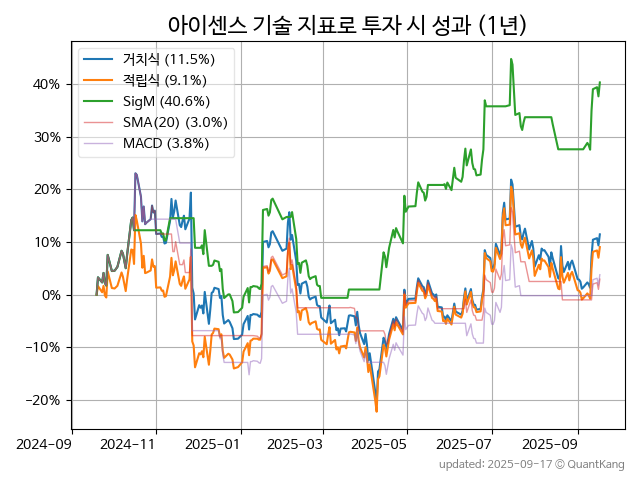 아이센스 기술 지표로 투자 시 성과 (1년)
거치식 (11.5%)
적립식 (9.1%)
SigM (40.6%)
SMA(20) (3.0%)
MACD (3.8%)
40%
30%
20%
10%
0%
−10%
−20%
2024-09 2024-11 2025-01 2025-03 2025-05 2025-07 2025-09
updated: 2025-09-17 © QuantKang